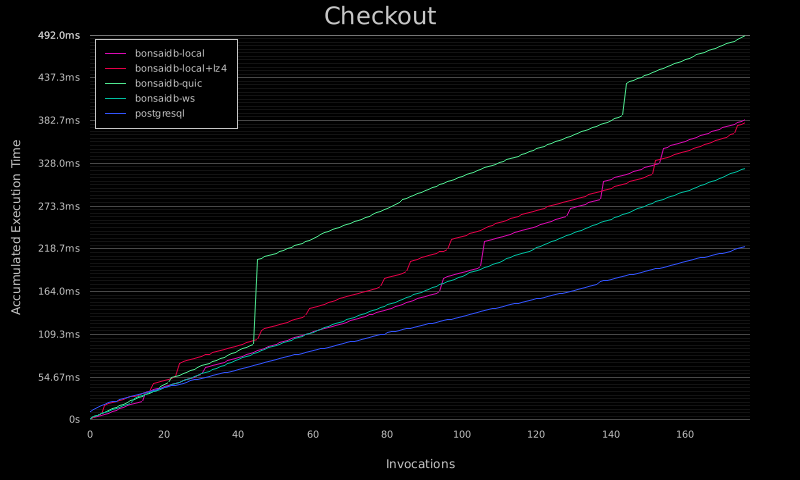 Checkout
492.0ms
437.3ms
382.7ms
328.0ms
273.3ms
218.7ms
164.0ms
109.3ms
54.67ms
0s
bonsaidb-local
bonsaidb-local+lz4
bonsaidb-quic
bonsaidb-ws
postgresql
Accumulated Execution Time
0 20 40 60 80 100 120 140 160
Invocations